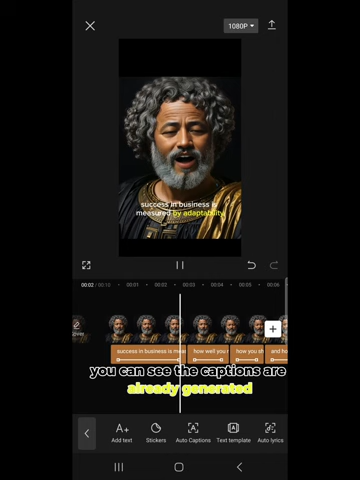 1080P
success in business is
measured by adaptability
00:02 / 00:10
00:01
00:02
00:03
00:04
00:05
00:06
success in business is mea
how well you r
how you sh
and ho
you can see the captions are
already generated
Add text
Stickers
Auto Captions
Text template
Auto lyrics